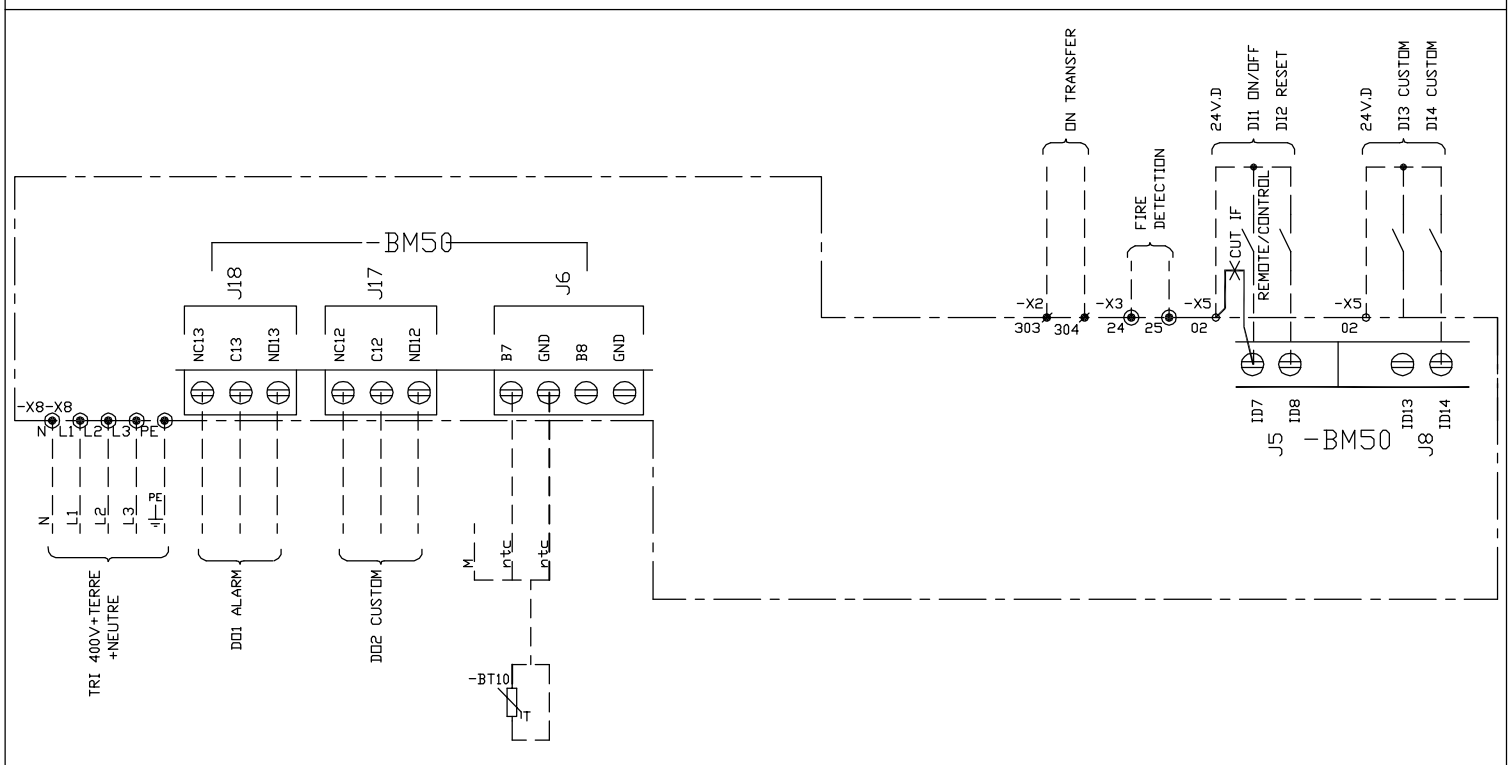 ON TRANSFER
FIRE
DETECTION
24V.D
DI1 ON/OFF
DI2 RESET
24V.D
DI3 CUSTOM
DI4 CUSTOM
CUT IF
REMOTE/CONTROL
-BM50
J18
J17
J6
NC13
C13
NO13
NC12
C12
NO12
B7
GND
B8
GND
-X2
303
304
-X3
24
25
-X5
02
-X5
02
ID7
ID8
ID13
ID14
J5
-BM50
J8
-X8-X8
N
L1
L2
L3
PE
N
L1
L2
L3
PE
TRI 400V+TERRE
+NEUTRE
DO1 ALARM
DO2 CUSTOM
M
ntc
ntc
-BT10
T